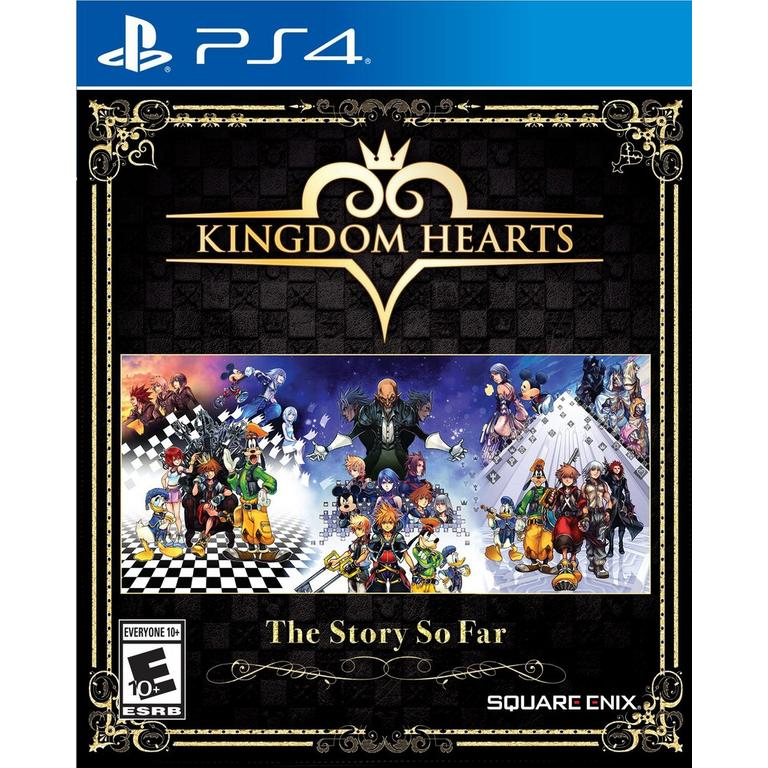 PS4
KINGDOM HEARTS
The Story So Far
EVERYONE 10+
E
10+
ESRB
SQUARE ENIX.